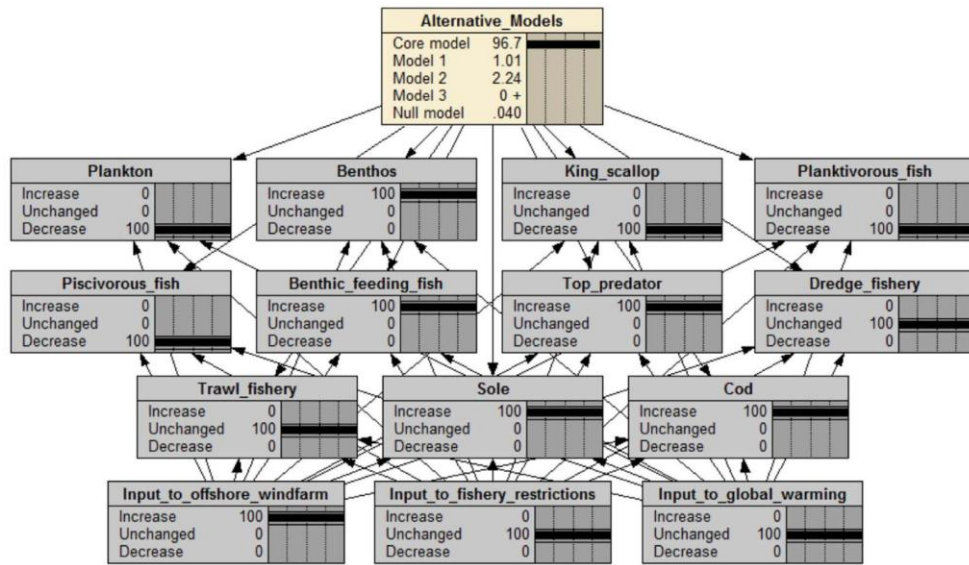 Alternative_Models
Core model 96.7
Model 1 1.01
Model 2 2.24
Model 3 0 +
Null model .040
Plankton
Increase 0
Unchanged 0
Decrease 100
Benthos
Increase 100
Unchanged 0
Decrease 0
King_scallop
Increase 0
Unchanged 0
Decrease 100
Planktivorous_fish
Increase 0
Unchanged 0
Decrease 100
Piscivorous_fish
Increase 0
Unchanged 0
Decrease 100
Benthic_feeding_fish
Increase 100
Unchanged 0
Decrease 0
Top_predator
Increase 100
Unchanged 0
Decrease 0
Dredge_fishery
Increase 0
Unchanged 100
Decrease 0
Trawl_fishery
Increase 0
Unchanged 100
Decrease 0
Sole
Increase 100
Unchanged 0
Decrease 0
Cod
Increase 100
Unchanged 0
Decrease 0
Input_to_offshore_windfarm
Increase 100
Unchanged 0
Decrease 0
Input_to_fishery_restrictions
Increase 0
Unchanged 100
Decrease 0
Input_to_global_warming
Increase 0
Unchanged 100
Decrease 0